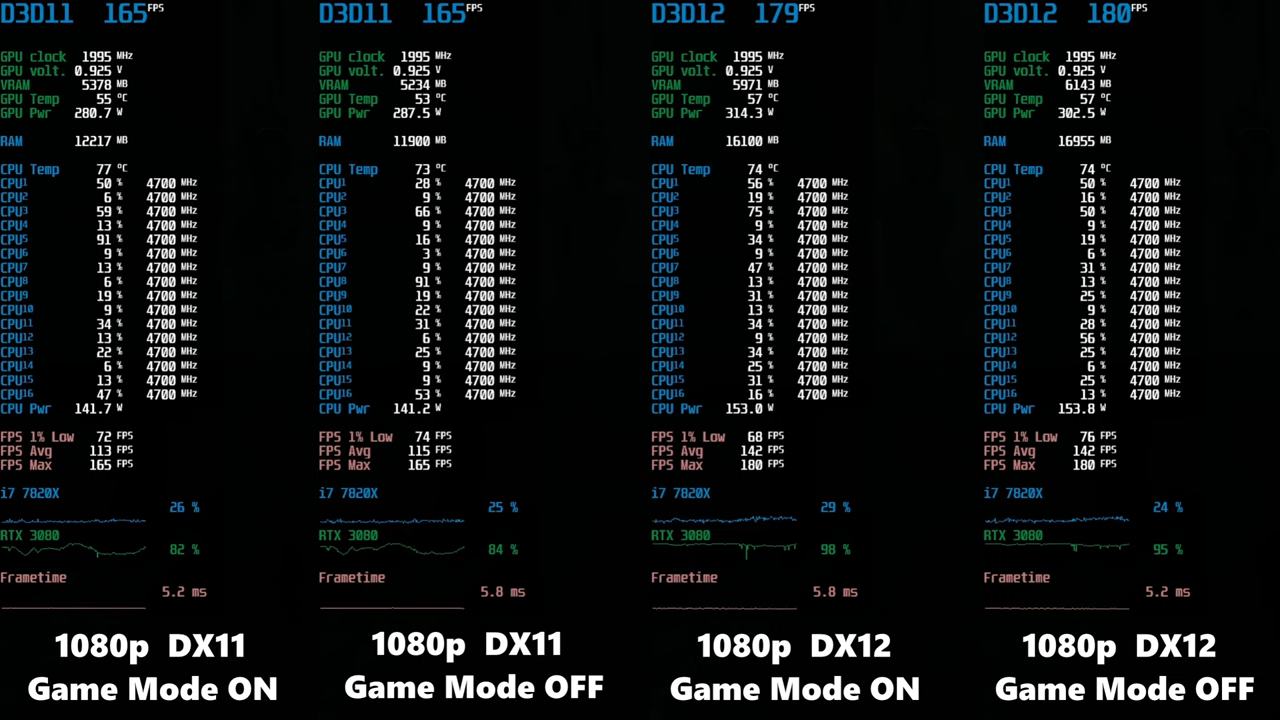 D3D11 165 FPS
GPU clock 1995 MHz
GPU volt. 0.925 V
VRAM 5378 MB
GPU Temp 55 °C
GPU Pwr 280.7 W
RAM 12217 MB
CPU Temp 77 °C
CPU1 50 % 4700 MHz
CPU2 6 % 4700 MHz
CPU3 59 % 4700 MHz
CPU4 13 % 4700 MHz
CPU5 91 % 4700 MHz
CPU6 9 % 4700 MHz
CPU7 13 % 4700 MHz
CPU8 6 % 4700 MHz
CPU9 19 % 4700 MHz
CPU10 9 % 4700 MHz
CPU11 34 % 4700 MHz
CPU12 13 % 4700 MHz
CPU13 22 % 4700 MHz
CPU14 6 % 4700 MHz
CPU15 13 % 4700 MHz
CPU16 47 % 4700 MHz
CPU Pwr 141.7 W
FPS 1% Low 72 FPS
FPS Avg 113 FPS
FPS Max 165 FPS
i7 7820X
26 %
RTX 3080
82 %
Frametime
5.2 ms
1080p DX11
Game Mode ON
D3D11 165 FPS
GPU clock 1995 MHz
GPU volt. 0.925 V
VRAM 5234 MB
GPU Temp 53 °C
GPU Pwr 287.5 W
RAM 11900 MB
CPU Temp 73 °C
CPU1 28 % 4700 MHz
CPU2 9 % 4700 MHz
CPU3 66 % 4700 MHz
CPU4 9 % 4700 MHz
CPU5 16 % 4700 MHz
CPU6 3 % 4700 MHz
CPU7 9 % 4700 MHz
CPU8 91 % 4700 MHz
CPU9 19 % 4700 MHz
CPU10 22 % 4700 MHz
CPU11 31 % 4700 MHz
CPU12 6 % 4700 MHz
CPU13 25 % 4700 MHz
CPU14 9 % 4700 MHz
CPU15 9 % 4700 MHz
CPU16 53 % 4700 MHz
CPU Pwr 141.2 W
FPS 1% Low 74 FPS
FPS Avg 115 FPS
FPS Max 165 FPS
i7 7820X
25 %
RTX 3080
84 %
Frametime
5.8 ms
1080p DX11
Game Mode OFF
D3D12 179 FPS
GPU clock 1995 MHz
GPU volt. 0.925 V
VRAM 5971 MB
GPU Temp 57 °C
GPU Pwr 314.3 W
RAM 16100 MB
CPU Temp 74 °C
CPU1 56 % 4700 MHz
CPU2 19 % 4700 MHz
CPU3 75 % 4700 MHz
CPU4 9 % 4700 MHz
CPU5 34 % 4700 MHz
CPU6 9 % 4700 MHz
CPU7 47 % 4700 MHz
CPU8 13 % 4700 MHz
CPU9 31 % 4700 MHz
CPU10 13 % 4700 MHz
CPU11 34 % 4700 MHz
CPU12 9 % 4700 MHz
CPU13 34 % 4700 MHz
CPU14 25 % 4700 MHz
CPU15 31 % 4700 MHz
CPU16 16 % 4700 MHz
CPU Pwr 153.0 W
FPS 1% Low 68 FPS
FPS Avg 142 FPS
FPS Max 180 FPS
i7 7820X
29 %
RTX 3080
98 %
Frametime
5.8 ms
1080p DX12
Game Mode ON
D3D12 180 FPS
GPU clock 1995 MHz
GPU volt. 0.925 V
VRAM 6143 MB
GPU Temp 57 °C
GPU Pwr 302.5 W
RAM 16955 MB
CPU Temp 74 °C
CPU1 50 % 4700 MHz
CPU2 16 % 4700 MHz
CPU3 50 % 4700 MHz
CPU4 9 % 4700 MHz
CPU5 19 % 4700 MHz
CPU6 6 % 4700 MHz
CPU7 31 % 4700 MHz
CPU8 13 % 4700 MHz
CPU9 25 % 4700 MHz
CPU10 9 % 4700 MHz
CPU11 28 % 4700 MHz
CPU12 56 % 4700 MHz
CPU13 25 % 4700 MHz
CPU14 6 % 4700 MHz
CPU15 25 % 4700 MHz
CPU16 13 % 4700 MHz
CPU Pwr 153.8 W
FPS 1% Low 76 FPS
FPS Avg 142 FPS
FPS Max 180 FPS
i7 7820X
24 %
RTX 3080
95 %
Frametime
5.2 ms
1080p DX12
Game Mode OFF